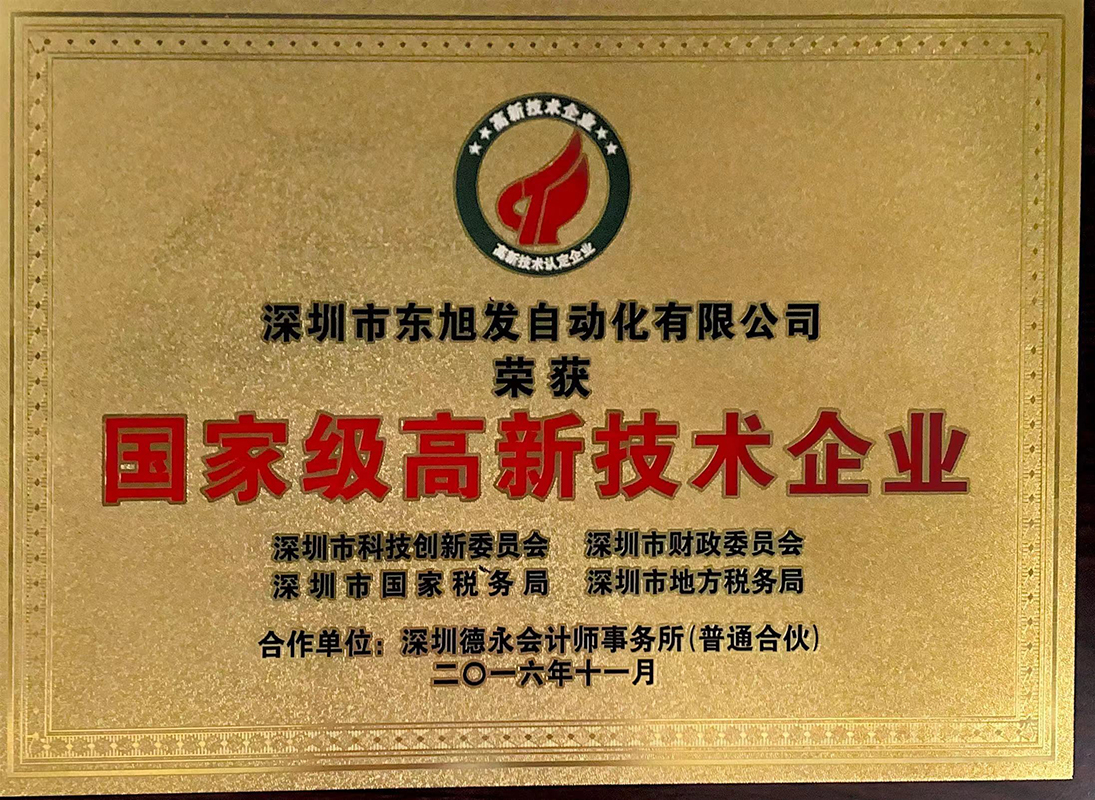 高新技术企业
高新技术认定企业
深圳市东旭发自动化有限公司
荣获
国家级高新技术企业
深圳市科技创新委员会 深圳市财政委员会
深圳市国家税务局 深圳市地方税务局
合作单位：深圳德永会计师事务所(普通合伙)
二〇一六年十一月